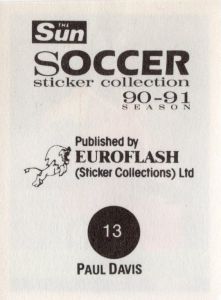 THE
Sun
SOCCER
sticker collection
90-91
SEASON
Published by
EUROFLASH
(Sticker Collections) Ltd
13
PAUL DAVIS